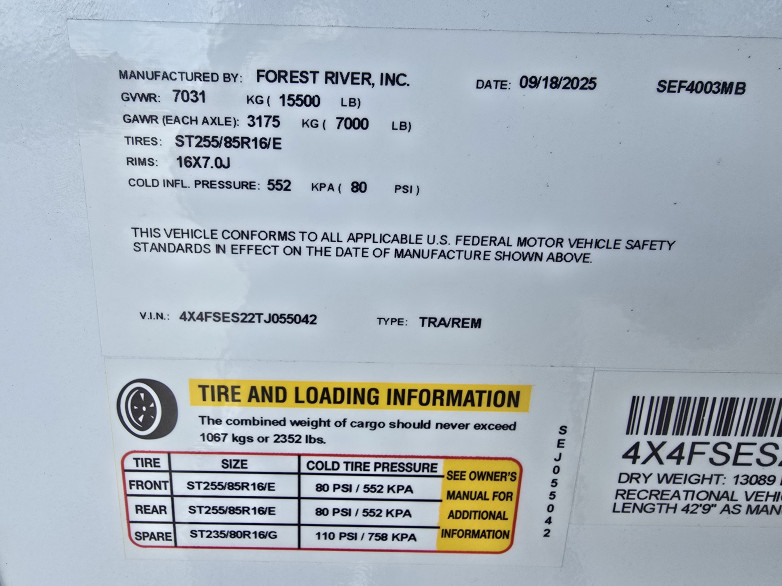 MANUFACTURED BY: FOREST RIVER, INC. DATE: 09/18/2025 SEF4003MB
GVWR: 7031 KG ( 15500 LB)
GAWR (EACH AXLE): 3175 KG ( 7000 LB)
TIRES: ST255/85R16/E
RIMS: 16X7.0J
COLD INFL. PRESSURE: 552 KPA ( 80 PSI )
THIS VEHICLE CONFORMS TO ALL APPLICABLE U.S. FEDERAL MOTOR VEHICLE SAFETY
STANDARDS IN EFFECT ON THE DATE OF MANUFACTURE SHOWN ABOVE.
V.I.N.: 4X4FSES22TJ055042 TYPE: TRA/REM
TIRE AND LOADING INFORMATION
The combined weight of cargo should never exceed
1067 kgs or 2352 lbs.
TIRE SIZE COLD TIRE PRESSURE SEE OWNER'S
FRONT ST255/85R16/E 80 PSI / 552 KPA MANUAL FOR
REAR ST255/85R16/E 80 PSI / 552 KPA ADDITIONAL
SPARE ST235/80R16/G 110 PSI / 758 KPA INFORMATION
SEJ055042
4X4FSES
DRY WEIGHT: 13089
RECREATIONAL VEHI
LENGTH 42'9" AS MAN